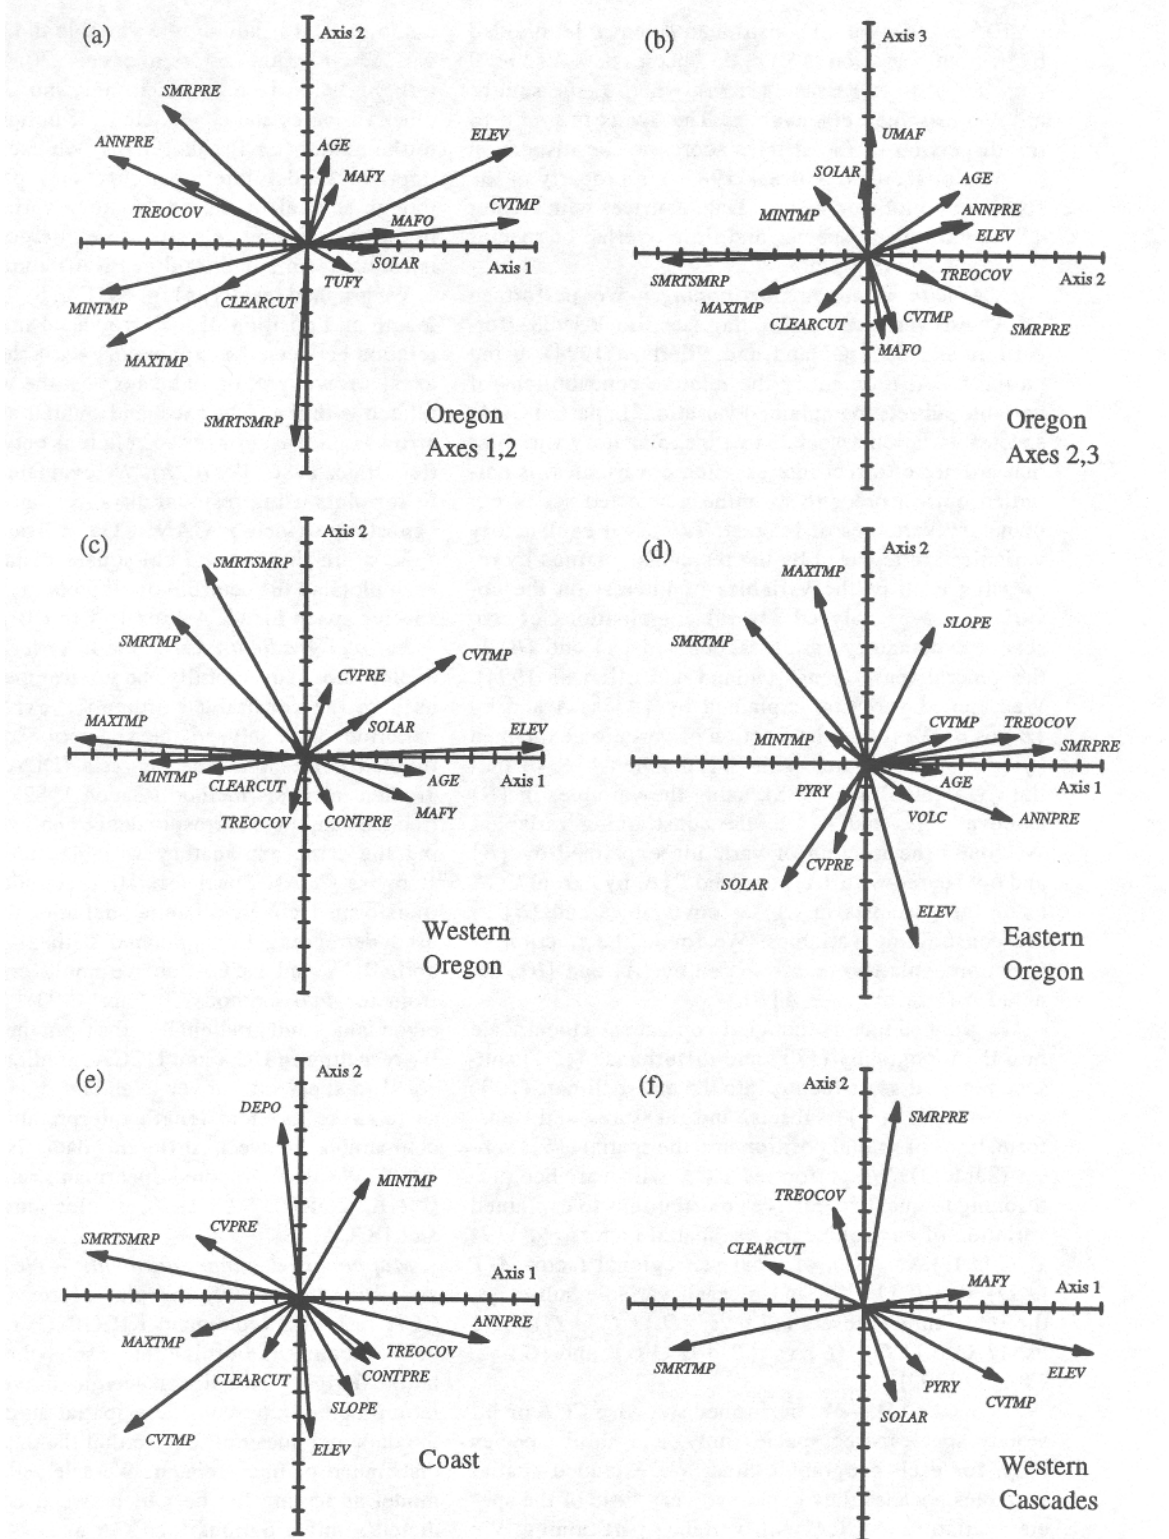 (a)
Axis 2
SMRPRE
ANNPRE
AGE
ELEV
MAFY
TREOCOV
CVTMP
MAFO
Axis 1
SOLAR
TUFY
CLEARCUT
MINTMP
MAXTMP
SMRTSMRP
Oregon
Axes 1,2
(b)
Axis 3
UMAF
SOLAR
AGE
MINTMP
ANNPRE
ELEV
SMRTSMRP
TREOCOV
Axis 2
MAXTMP
CLEARCUT
CVTMP
SMRPRE
MAFO
Oregon
Axes 2,3
(c)
Axis 2
SMRTSMRP
SMRTMP
CVTMP
CVPRE
MAXTMP
SOLAR
ELEV
MINTMP
CLEARCUT
AGE
Axis 1
TREOCOV
CONTPRE
MAFY
Western
Oregon
(d)
Axis 2
MAXTMP
SMRTMP
SLOPE
MINTMP
CVTMP
TREOCOV
SMRPRE
PYRY
AGE
Axis 1
VOLC
ANNPRE
CVPRE
SOLAR
ELEV
Eastern
Oregon
(e)
Axis 2
DEPO
MINTMP
CVPRE
SMRTSMRP
Axis 1
ANNPRE
MAXTMP
TREOCOV
CLEARCUT
CONTPRE
SLOPE
CVTMP
ELEV
Coast
(f)
Axis 2
SMRPRE
TREOCOV
CLEARCUT
MAFY
Axis 1
SMRTMP
ELEV
PYRY
CVTMP
SOLAR
Western
Cascades